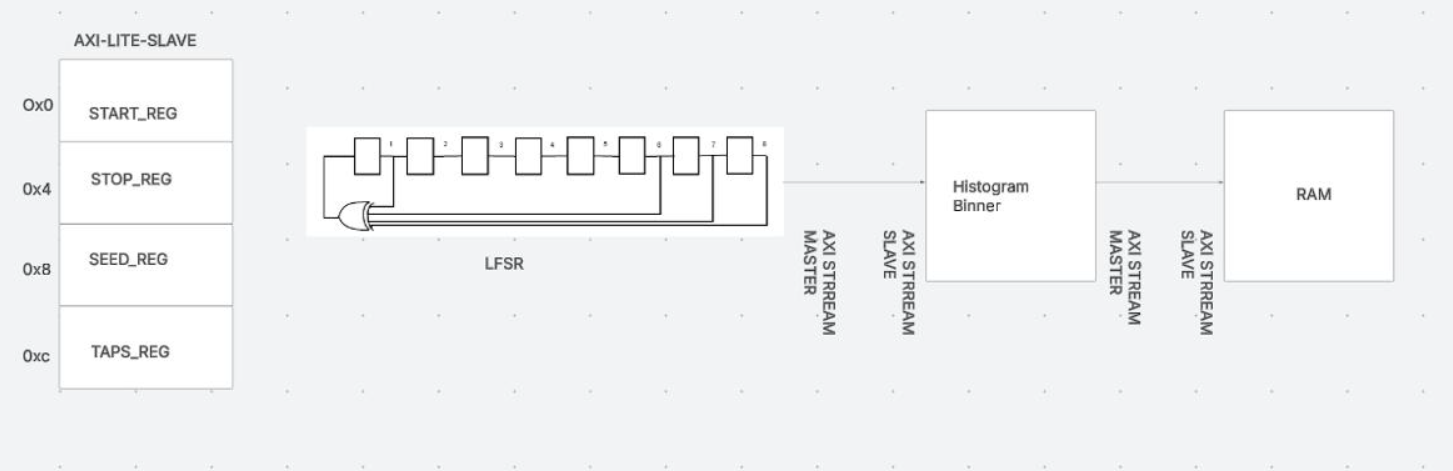 AXI-LITE-SLAVE
0x0
START_REG
0x4
STOP_REG
0x8
SEED_REG
0xc
TAPS_REG
1 2 3 4 5 6 7 8
LFSR
AXI STRREAM
MASTER
AXI STRREAM
SLAVE
Histogram
Binner
AXI STREAM
MASTER
AXI STRREAM
SLAVE
RAM